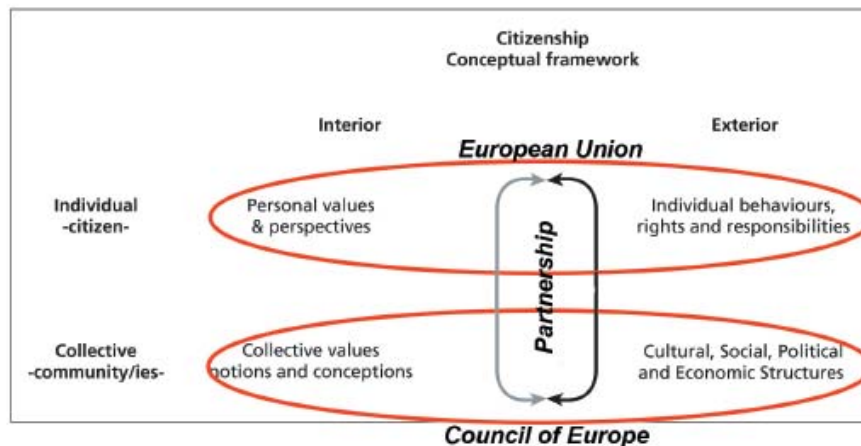 Citizenship
Conceptual framework
Interior
Exterior
European Union
Individual
-citizen-
Personal values
& perspectives
Individual behaviours,
rights and responsibilities
Partnership
Collective
-community/ies-
Collective values
notions and conceptions
Cultural, Social, Political
and Economic Structures
Council of Europe